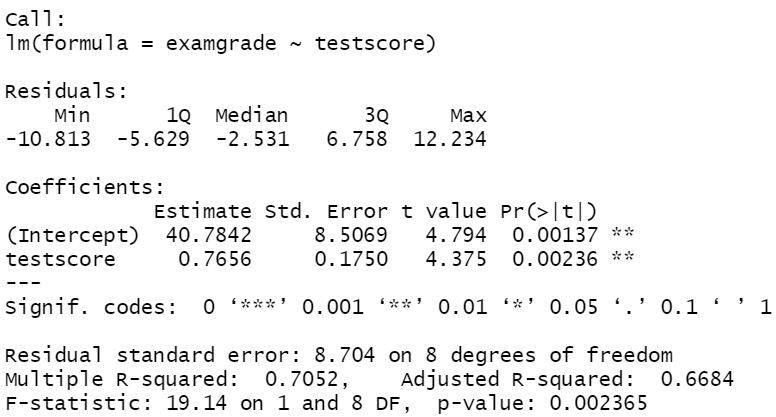 Call:
lm(formula = examgrade ~ testscore)
Residuals:
    Min      1Q  Median      3Q     Max
-10.813  -5.629  -2.531   6.758  12.234
Coefficients:
            Estimate Std. Error t value Pr(>|t|)
(Intercept)  40.7842     8.5069   4.794  0.00137 **
testscore     0.7656     0.1750   4.375  0.00236 **
---
Signif. codes:  0 ‘***’ 0.001 ‘**’ 0.01 ‘*’ 0.05 ‘.’ 0.1 ‘ ’ 1
Residual standard error: 8.704 on 8 degrees of freedom
Multiple R-squared:  0.7052,    Adjusted R-squared:  0.6684
F-statistic: 19.14 on 1 and 8 DF,  p-value: 0.002365